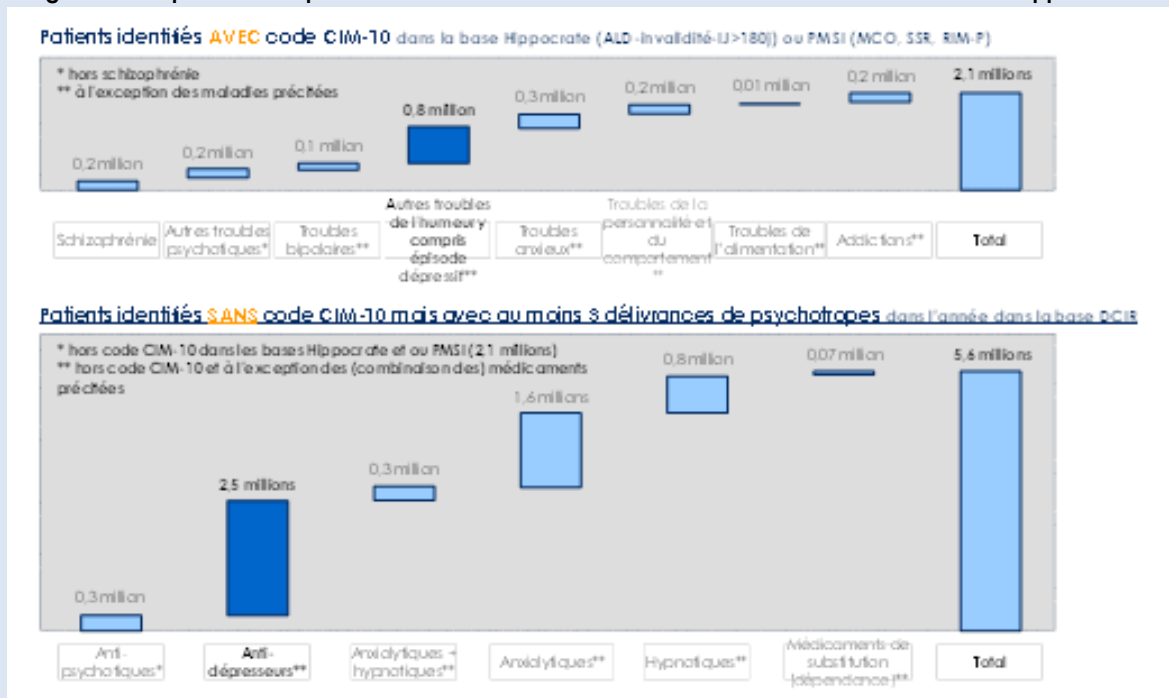 Patients identifiés AVEC code CIM-10 dans la base Hippocrate (ALD-invalidité-IJ>180j) ou PMSI (MCO, SSR, RIM-P)
* hors schizophrénie
** à l'exception des maladies précitées
0,2 million
0,2 million
0,1 million
0,8 million
0,3 million
0,2 million
0,01 million
0,2 million
2,1 millions
Schizophrénie
Autres troubles
psychotiques*
Troubles
bipolaires**
Autres troubles
de l'humeur y
compris
épisode
dépressif**
Troubles
anxieux**
Troubles de la
personnalité et
du
comportement
**
Troubles de
l'alimentation**
Addictions**
Total
Patients identifiés SANS code CIM-10 mais avec au moins 3 délivrances de psychotropes dans l'année dans la base DCIR
* hors code CIM-10 dans les bases Hippocrate et ou PMSI (2,1 millions)
** hors code CIM-10 et à l'exception des (combinaison des) médicaments
précitées
0,3 million
2,5 millions
0,3 million
1,6 millions
0,8 million
0,07 million
5,6 millions
Anti-
psychotiques*
Anti-
dépresseurs**
Anxiolytiques +
hypnotiques**
Anxiolytiques**
Hypnotiques**
Médicaments de
substitution
(dépendance)**
Total